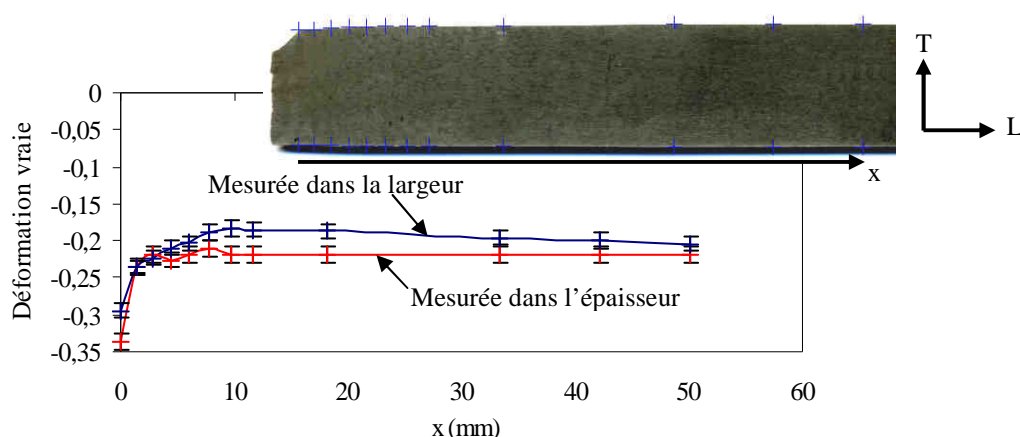 T
L
x
0
-0,05
-0,1
-0,15
-0,2
-0,25
-0,3
-0,35
Déformation vraie
Mesurée dans la largeur
Mesurée dans l’épaisseur
0 10 20 30 40 50 60
x (mm)